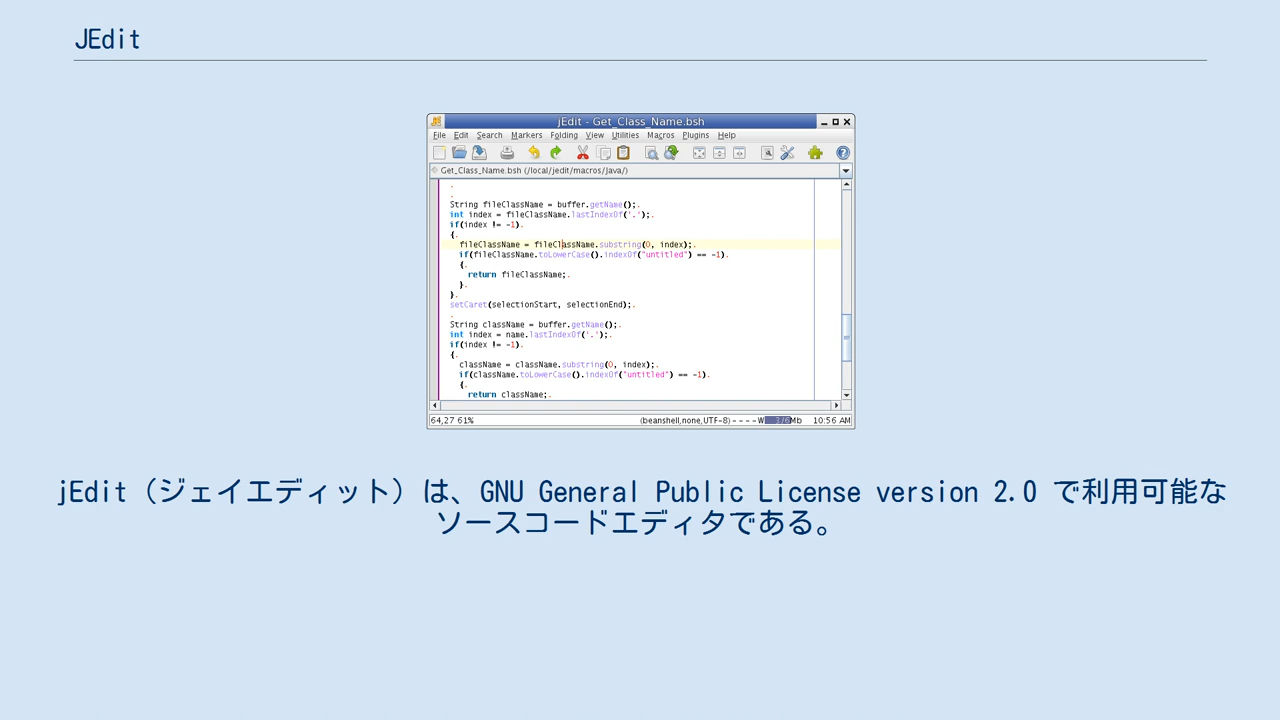 JEdit
jEdit - Get_Class_Name.bsh
File Edit Search Markers Folding View Utilities Macros Plugins Help
Get_Class_Name.bsh (/local/jedit/macros/Java/)
.
.
String fileClassName = buffer.getName();.
int index = fileClassName.lastIndexOf('.');.
if(index != -1).
{.
fileClassName = fileClassName.substring(0, index);.
if(fileClassName.toLowerCase().indexOf("untitled") == -1).
{.
return fileClassName;.
}.
}.
setCaret(selectionStart, selectionEnd);.
.
String className = buffer.getName();.
int index = name.lastIndexOf('.');.
if(index != -1).
{.
className = className.substring(0, index);.
if(className.toLowerCase().indexOf("untitled") == -1).
{.
return className;.
64,27 61% (beanshell,none,UTF-8) - - - - W Mb 10:56 AM
jEdit（ジェイエディット）は、GNU General Public License version 2.0 で利用可能な
ソースコードエディタである。